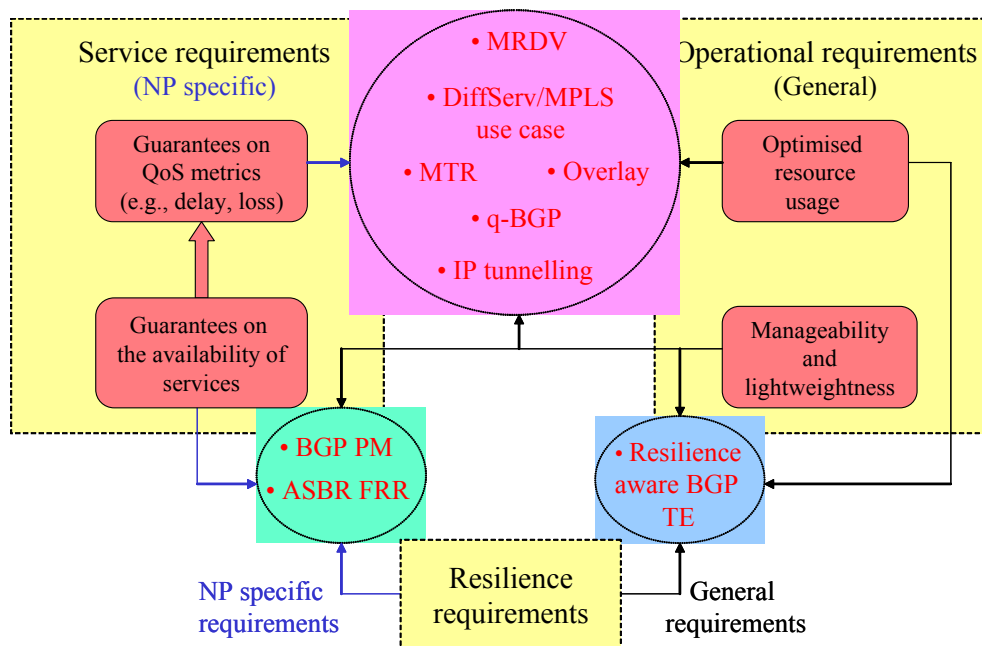 Service requirements
(NP specific)
Guarantees on
QoS metrics
(e.g., delay, loss)
Guarantees on
the availability of
services
• MRDV
• DiffServ/MPLS
use case
• MTR
• Overlay
• q-BGP
• IP tunnelling
Operational requirements
(General)
Optimised
resource
usage
Manageability
and
lightweightness
• BGP PM
• ASBR FRR
• Resilience
aware BGP
TE
NP specific
requirements
Resilience
requirements
General
requirements